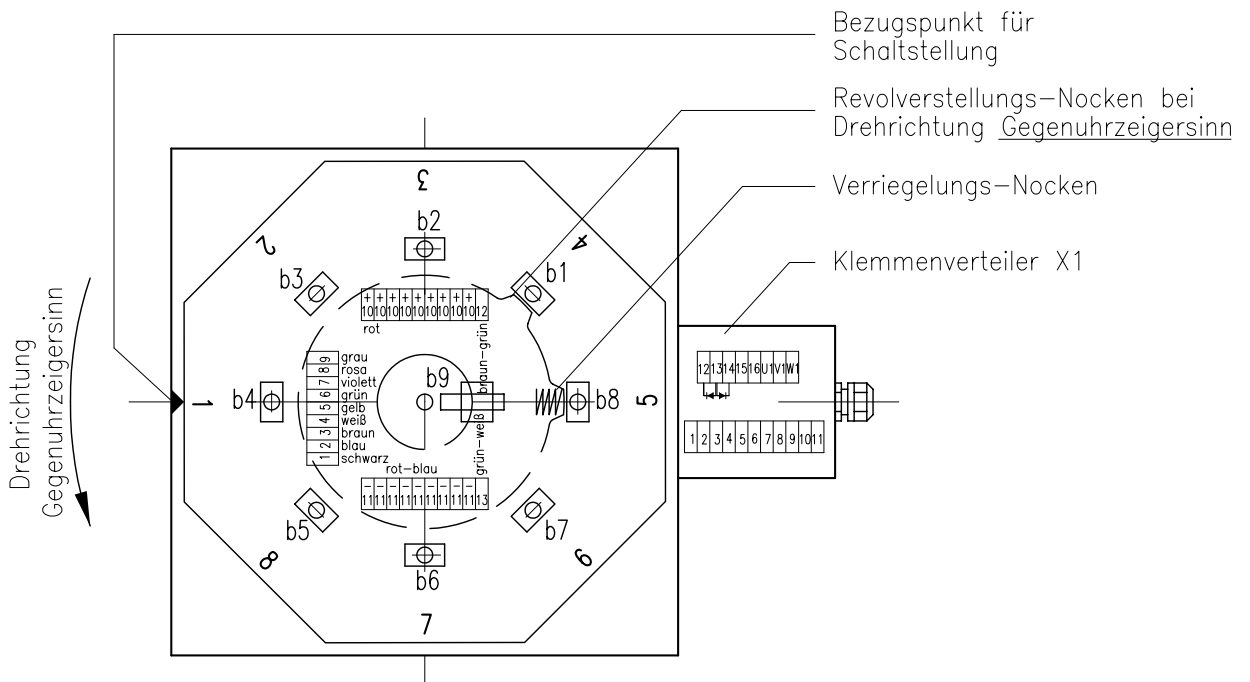 Bezugspunkt für
Schaltstellung
Revolverstellungs-Nocken bei
Drehrichtung Gegenuhrzeigersinn
Verriegelungs-Nocken
Klemmenverteiler X1
Drehrichtung
Gegenuhrzeigersinn
3
2
4
b2
b3
b1
+ + + + + + + + +
10 10 10 10 10 10 10 10 10 12
rot
braun-grün
9 grau
8 rosa
7 violett
6 grün
5 gelb
4 weiß
3 braun
2 blau
1 schwarz
1
b4
b9
b8
5
grün-weiß
rot-blau
- - - - - - - - -
11 11 11 11 11 11 11 11 11 13
b5
b7
b6
8
6
7
12 13 14 15 16 U1 V1 W1
1 2 3 4 5 6 7 8 9 10 11